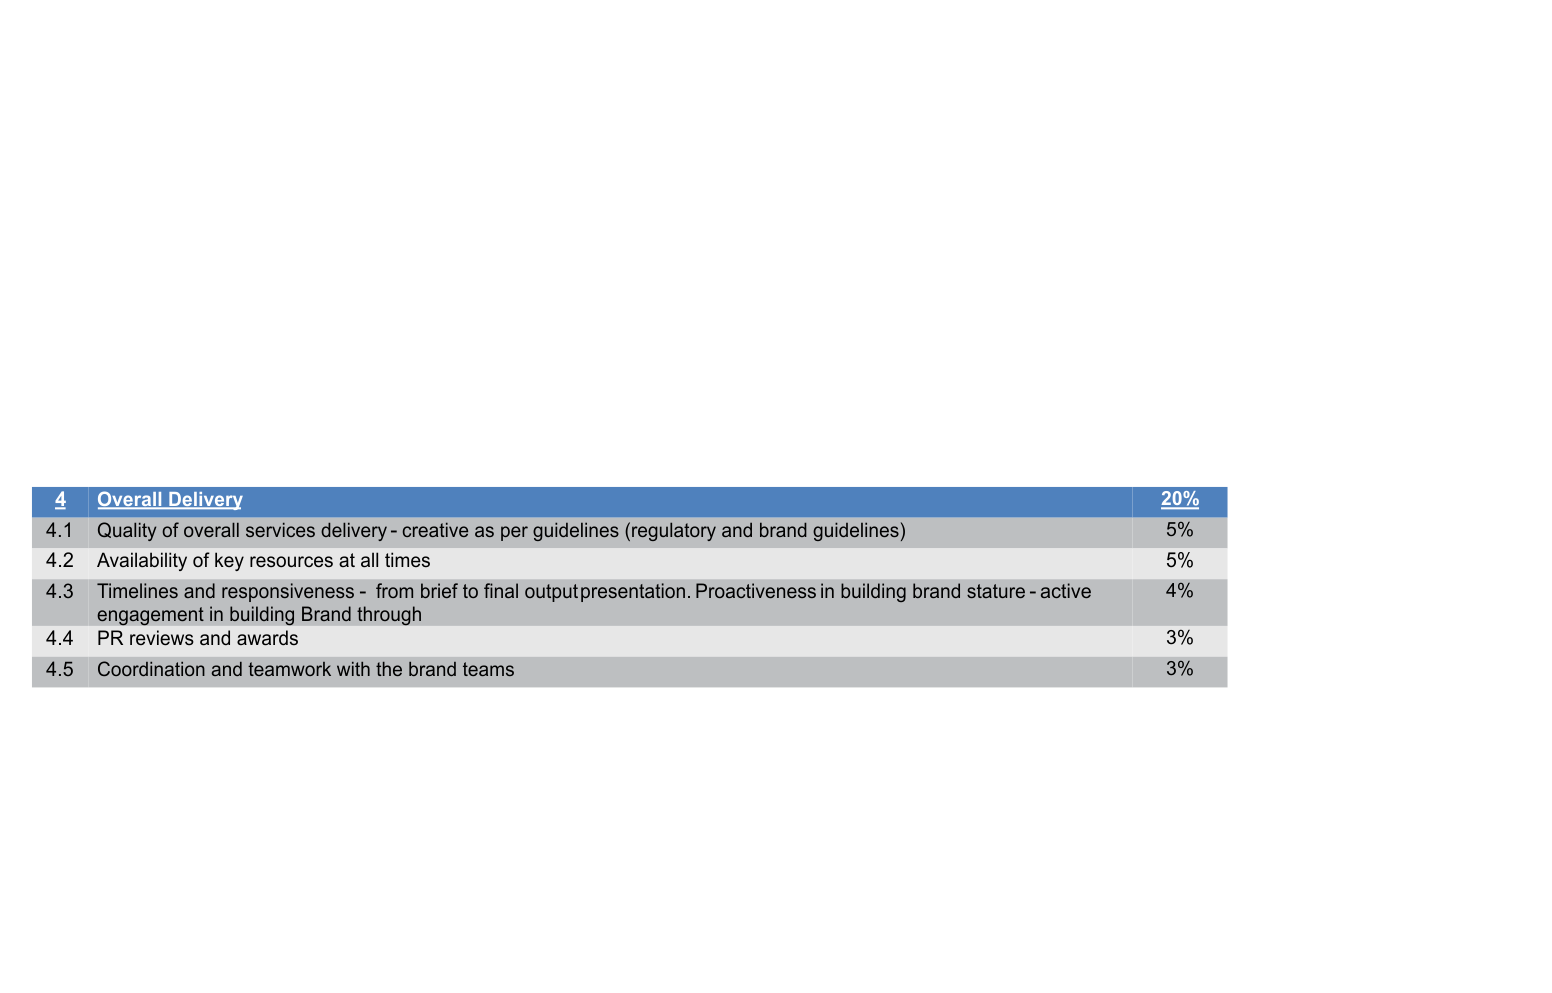 4 Overall Delivery 20%
4.1 Quality of overall services delivery - creative as per guidelines (regulatory and brand guidelines) 5%
4.2 Availability of key resources at all times 5%
4.3 Timelines and responsiveness - from brief to final output presentation. Proactiveness in building brand stature - active 4%
engagement in building Brand through
4.4 PR reviews and awards 3%
4.5 Coordination and teamwork with the brand teams 3%